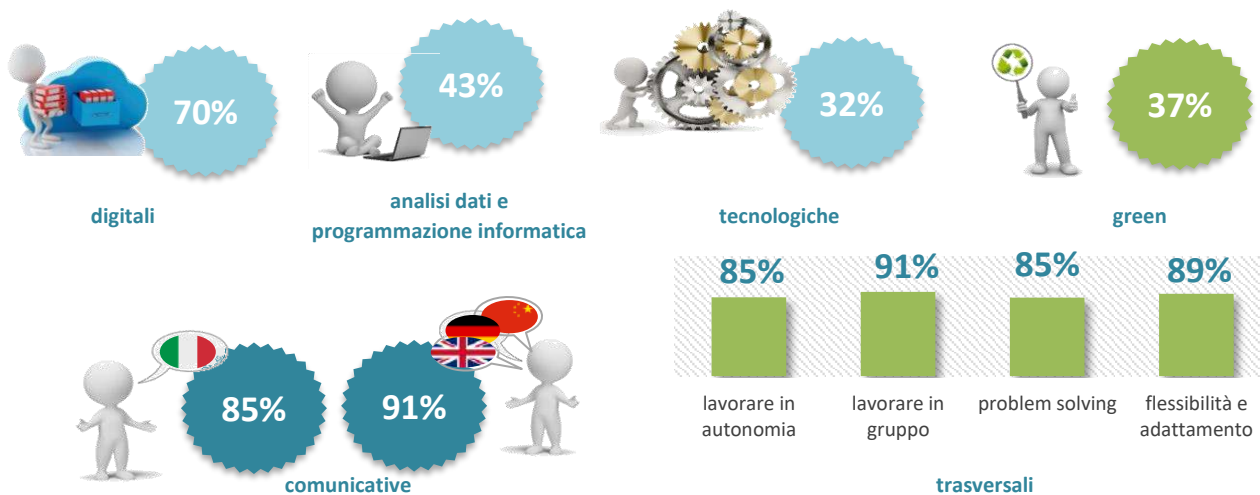 70%
43%
32%
37%
digitali
analisi dati e
programmazione informatica
tecnologiche
green
85%
91%
comunicative
85%
91%
85%
89%
lavorare in
autonomia
lavorare in
gruppo
problem solving
flessibilità e
adattamento
trasversali